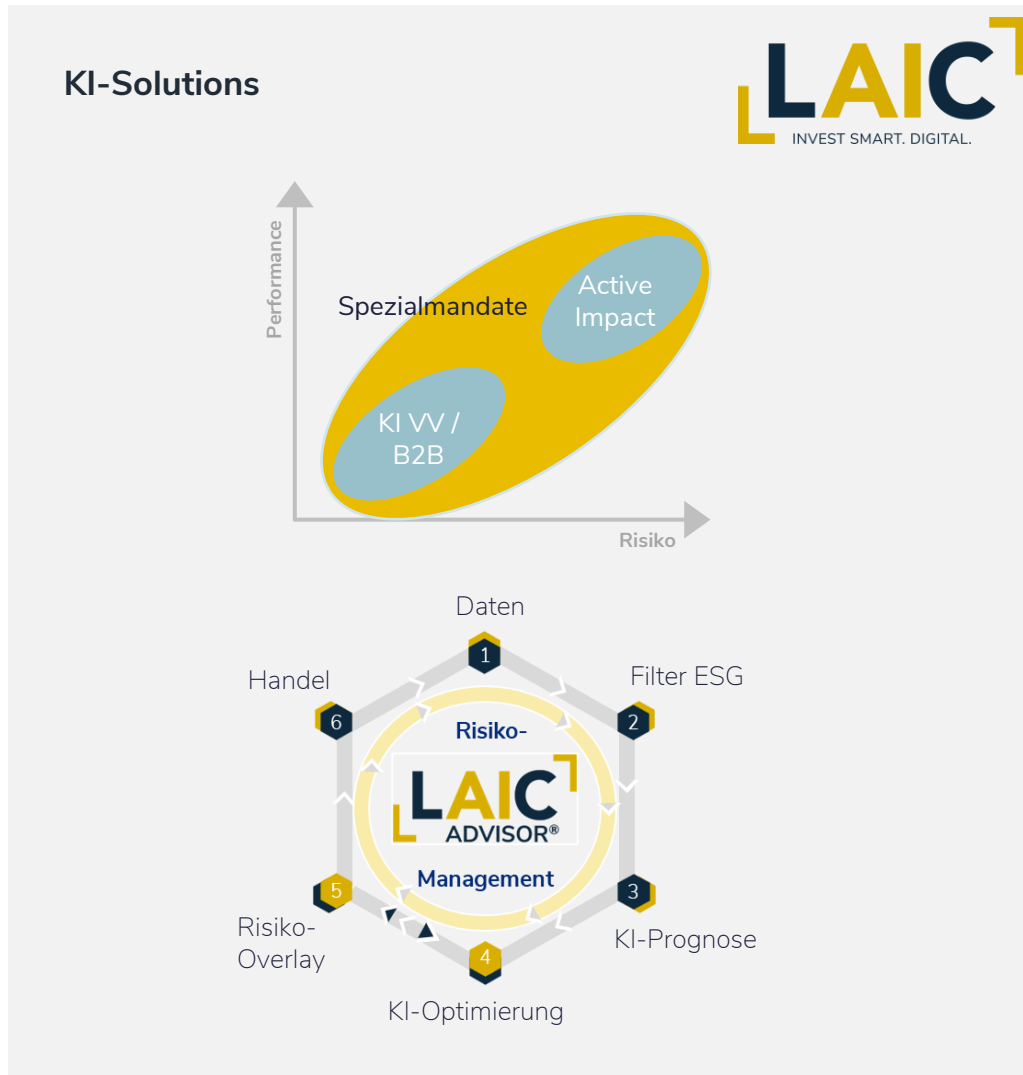 KI-Solutions
LAIC
INVEST SMART. DIGITAL.
Performance
Spezialmandate
Active
Impact
KI VV /
B2B
Risiko
Daten
1
Handel
Filter ESG
6
2
Risiko-
LAIC
ADVISOR®
Management
5
3
Risiko-
Overlay
KI-Prognose
4
KI-Optimierung